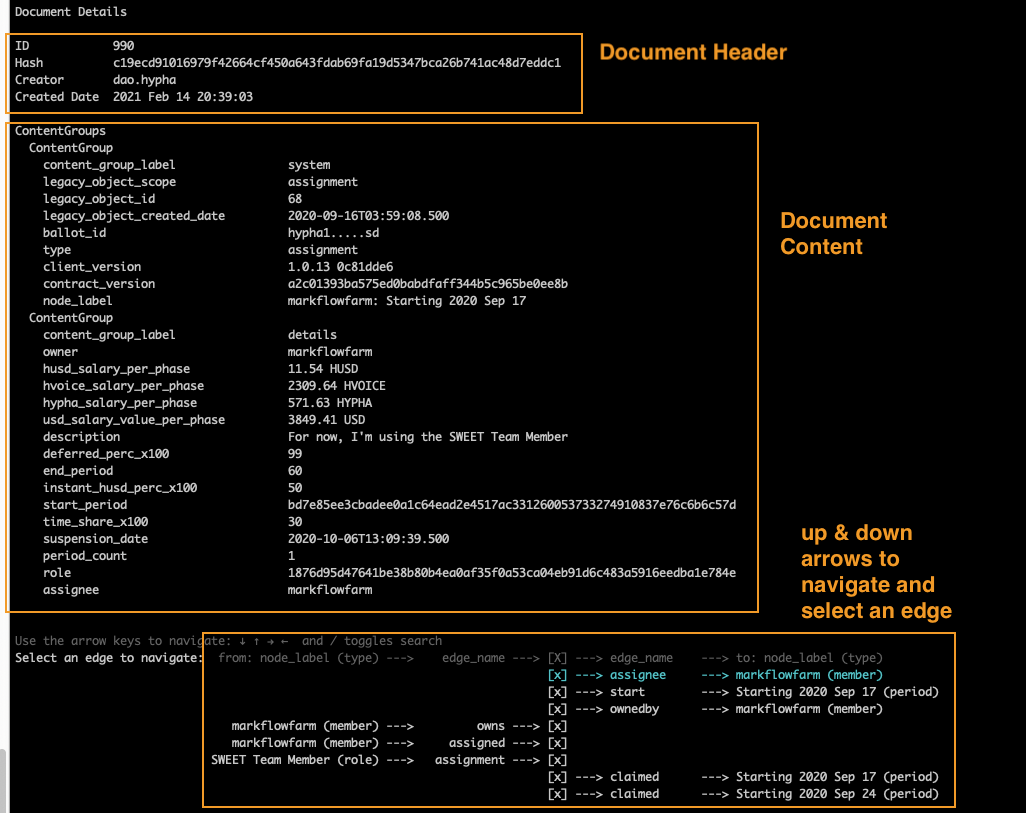 Document Details
ID 990
Hash c19ecd91016979f42664cf450a643fdab69fa19d5347bca26b741ac48d7eddc1
Creator dao.hypha
Created Date 2021 Feb 14 20:39:03
Document Header
ContentGroups
ContentGroup
content_group_label system
legacy_object_scope assignment
legacy_object_id 68
legacy_object_created_date 2020-09-16T03:59:08.500
ballot_id hypha1.....sd
type assignment
client_version 1.0.13 0c81dde6
contract_version a2c01393ba575ed0babdfaff344b5c965be0ee8b
node_label markflowfarm: Starting 2020 Sep 17
ContentGroup
content_group_label details
owner markflowfarm
husd_salary_per_phase 11.54 HUSD
hvoice_salary_per_phase 2309.64 HVOICE
hypha_salary_per_phase 571.63 HYPHA
usd_salary_value_per_phase 3849.41 USD
description For now, I'm using the SWEET Team Member
deferred_perc_x100 99
end_period 60
instant_husd_perc_x100 50
start_period bd7e85ee3cbadee0a1c64ead2e4517ac331260053733274910837e76c6b6c57d
time_share_x100 30
suspension_date 2020-10-06T13:09:39.500
period_count 1
role 1876d95d47641be38b80b4ea0af35f0a53ca04eb91d6c483a5916eedba1e784e
assignee markflowfarm
Document
Content
up & down
arrows to
navigate and
select an edge
Use the arrow keys to navigate: ↓ ↑ → ← and / toggles search
Select an edge to navigate: from: node_label (type) ---> edge_name ---> [X] ---> edge_name ---> to: node_label (type)
[x] ---> assignee ---> markflowfarm (member)
[x] ---> start ---> Starting 2020 Sep 17 (period)
[x] ---> ownedby ---> markflowfarm (member)
markflowfarm (member) ---> owns ---> [x]
markflowfarm (member) ---> assigned ---> [x]
SWEET Team Member (role) ---> assignment ---> [x]
[x] ---> claimed ---> Starting 2020 Sep 17 (period)
[x] ---> claimed ---> Starting 2020 Sep 24 (period)